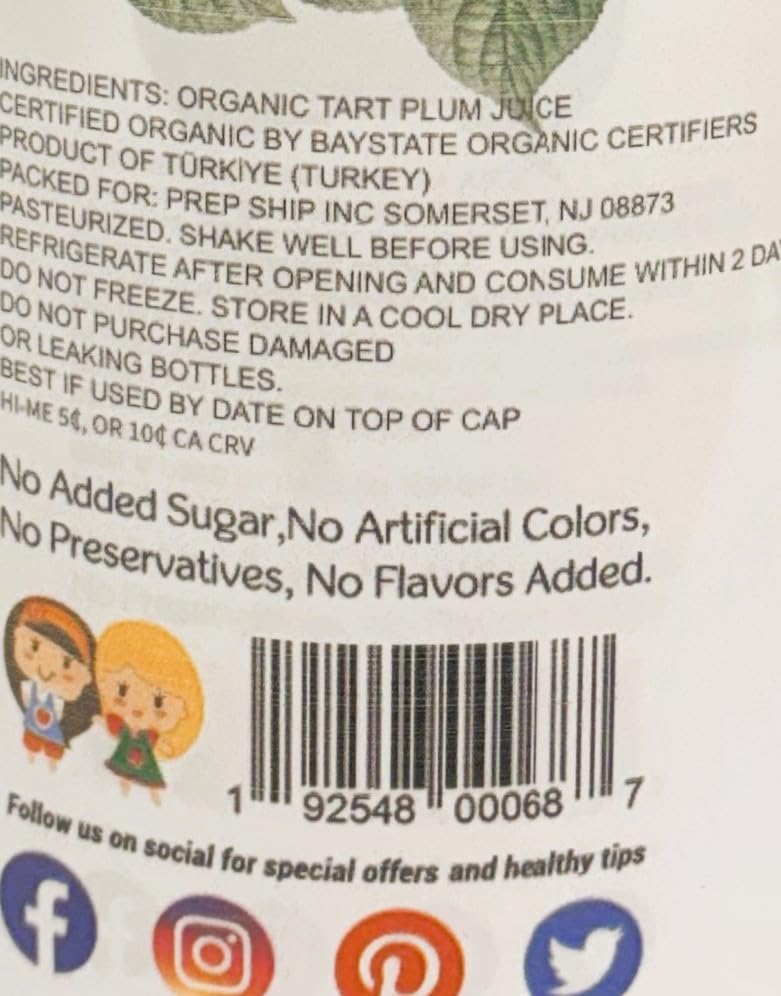 INGREDIENTS: ORGANIC TART PLUM JUICE
CERTIFIED ORGANIC BY BAYSTATE ORGANIC CERTIFIERS
PRODUCT OF TÜRKİYE (TURKEY)
PACKED FOR: PREP SHIP INC SOMERSET, NJ 08873
PASTEURIZED. SHAKE WELL BEFORE USING.
REFRIGERATE AFTER OPENING AND CONSUME WITHIN 2
DO NOT FREEZE. STORE IN A COOL DRY PLACE.
DO NOT PURCHASE DAMAGED
OR LEAKING BOTTLES.
BEST IF USED BY DATE ON TOP OF CAP
HI-ME 5¢, OR 10¢ CA CRV
No Added Sugar,No Artificial Colors,
No Preservatives, No Flavors Added.
1 92548 00068 7
Follow us on social for special offers and healthy tips